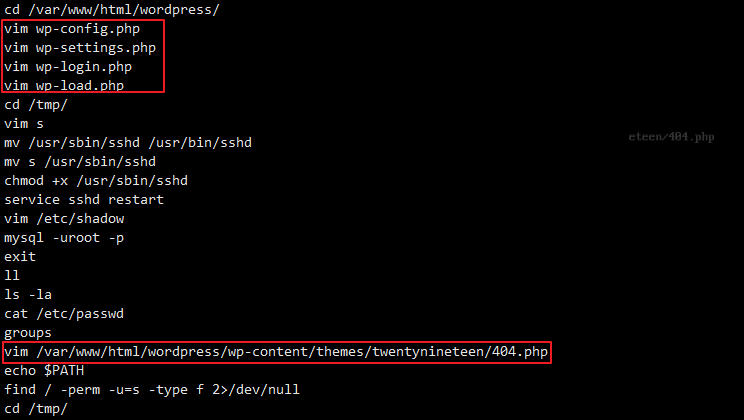 cd /var/www/html/wordpress/
vim wp-config.php
vim wp-settings.php
vim wp-login.php
vim wp-load.php
cd /tmp/
vim s
eteen/404.php
mv /usr/sbin/sshd /usr/bin/sshd
mv s /usr/sbin/sshd
chmod +x /usr/sbin/sshd
service sshd restart
vim /etc/shadow
mysql -uroot -p
exit
ll
ls -la
cat /etc/passwd
groups
vim /var/www/html/wordpress/wp-content/themes/twentynineteen/404.php
echo $PATH
find / -perm -u=s -type f 2>/dev/null
cd /tmp/